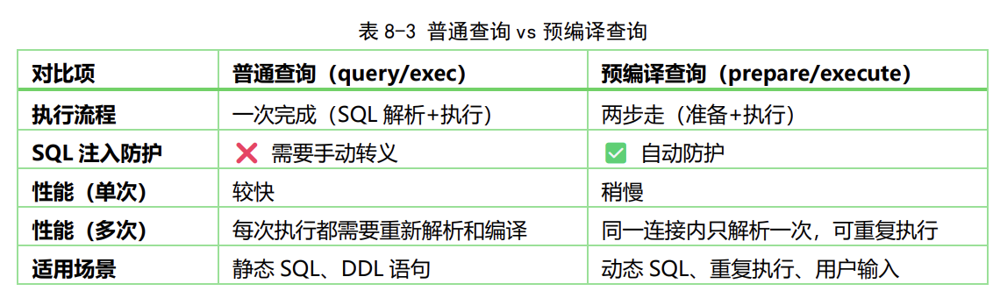 表 8-3 普通查询 vs 预编译查询
对比项 普通查询（query/exec） 预编译查询（prepare/execute）
执行流程 一次完成（SQL 解析+执行） 两步走（准备+执行）
SQL 注入防护 ❌ 需要手动转义 ✅ 自动防护
性能（单次） 较快 稍慢
性能（多次） 每次执行都需要重新解析和编译 同一连接内只解析一次，可重复执行
适用场景 静态 SQL、DDL 语句 动态 SQL、重复执行、用户输入